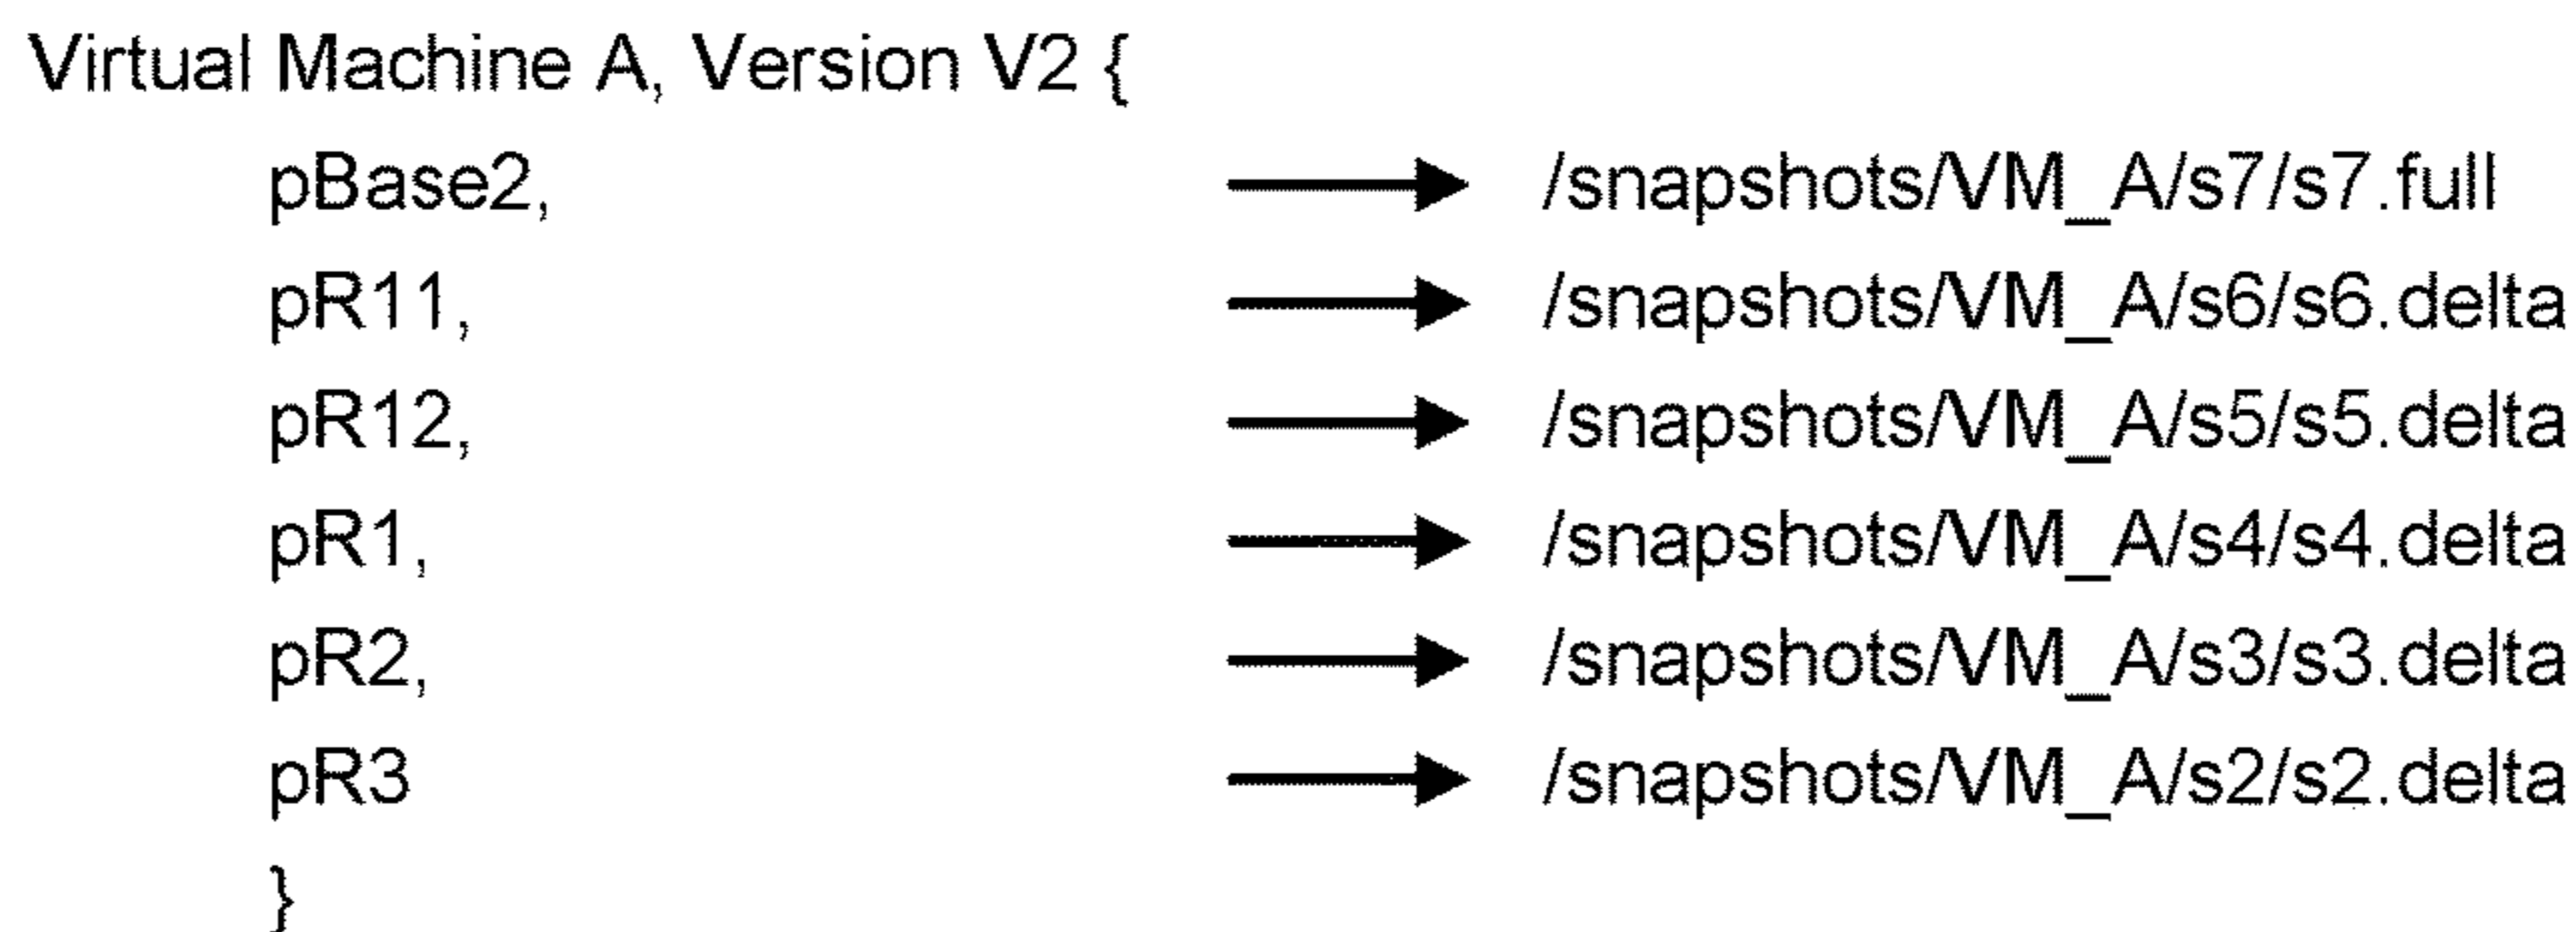 Virtual Machine A, Version V2 {
pBase2, /snapshots/VM_A/s7/s7.full
pR11, /snapshots/VM_A/s6/s6.delta
pR12, /snapshots/VM_A/s5/s5.delta
pR1, /snapshots/VM_A/s4/s4.delta
pR2, /snapshots/VM_A/s3/s3.delta
pR3 /snapshots/VM_A/s2/s2.delta
}